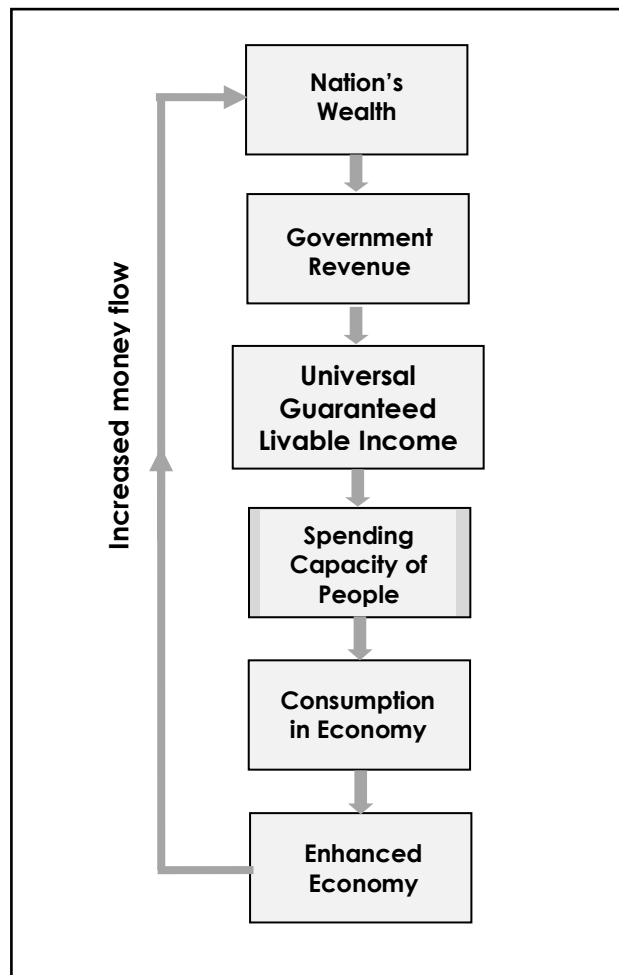 Nation’s
Wealth
Government
Revenue
Universal
Guaranteed
Livable Income
Spending
Capacity of
People
Consumption
in Economy
Enhanced
Economy
Increased money flow